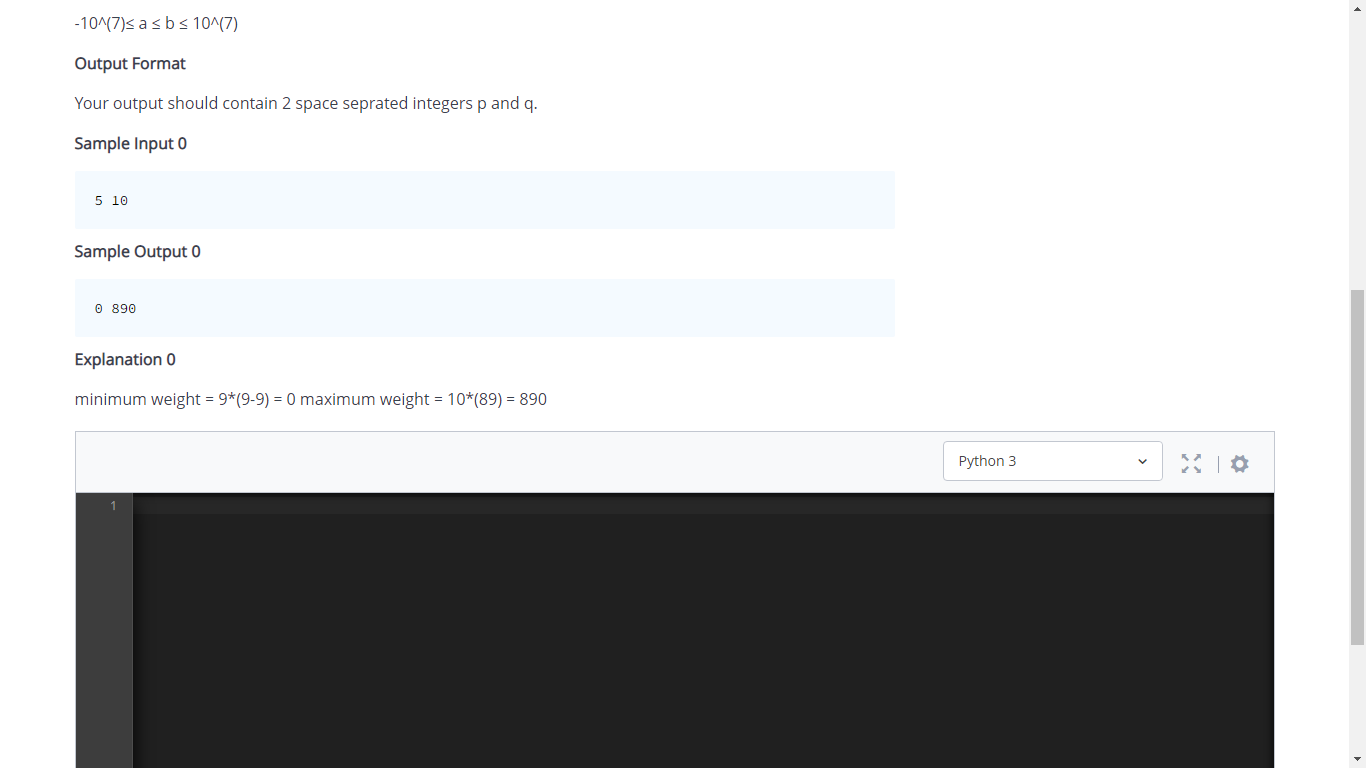 -10^(7)≤ a ≤ b ≤ 10^(7)
Output Format
Your output should contain 2 space seprated integers p and q.
Sample Input 0
5 10
Sample Output 0
0 890
Explanation 0
minimum weight = 9*(9-9) = 0 maximum weight = 10*(89) = 890
Python 3
1